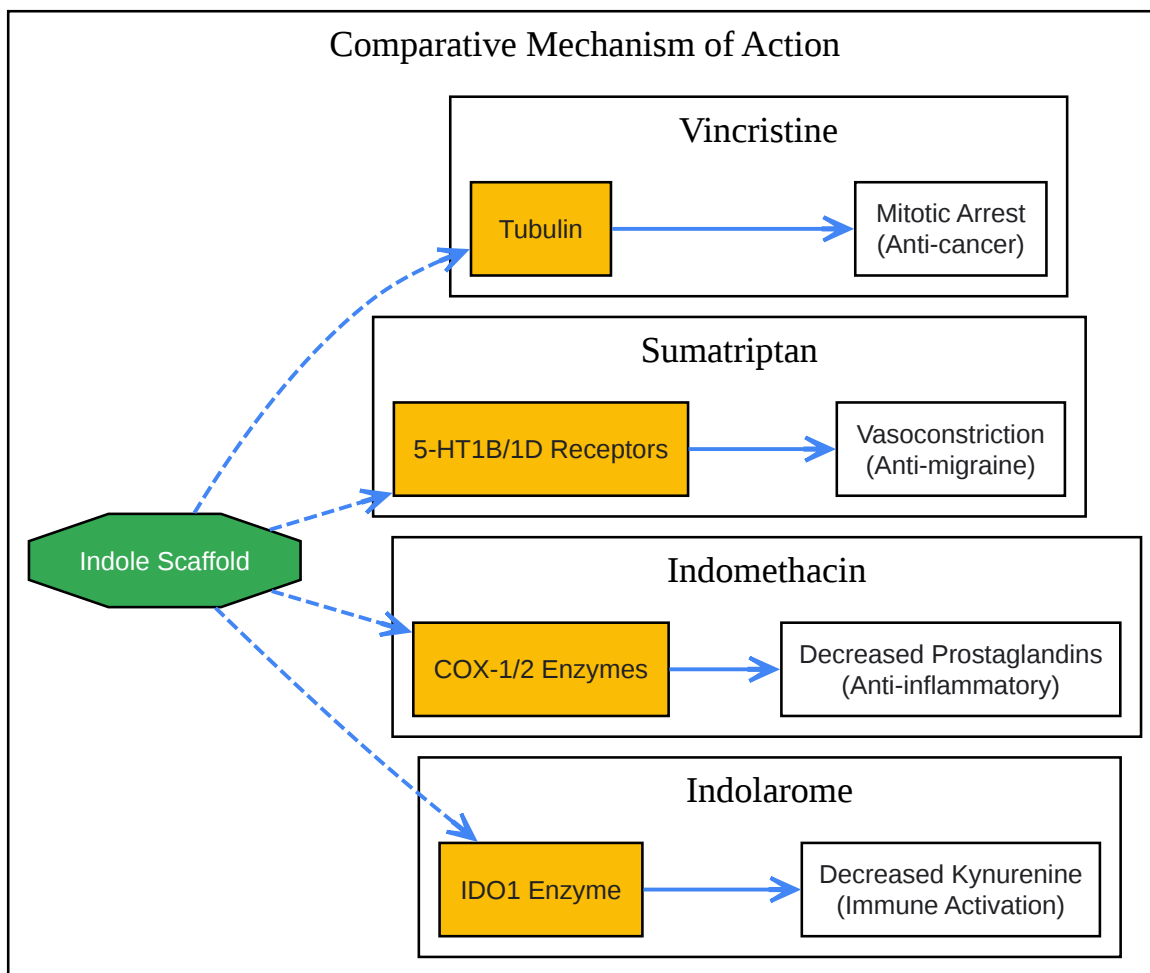 Comparative Mechanism of Action
Vincristine
Tubulin
Mitotic Arrest
(Anti-cancer)
Sumatriptan
5-HT1B/1D Receptors
Vasoconstriction
(Anti-migraine)
Indole Scaffold
Indomethacin
COX-1/2 Enzymes
Decreased Prostaglandins
(Anti-inflammatory)
Indolarome
IDO1 Enzyme
Decreased Kynurenine
(Immune Activation)